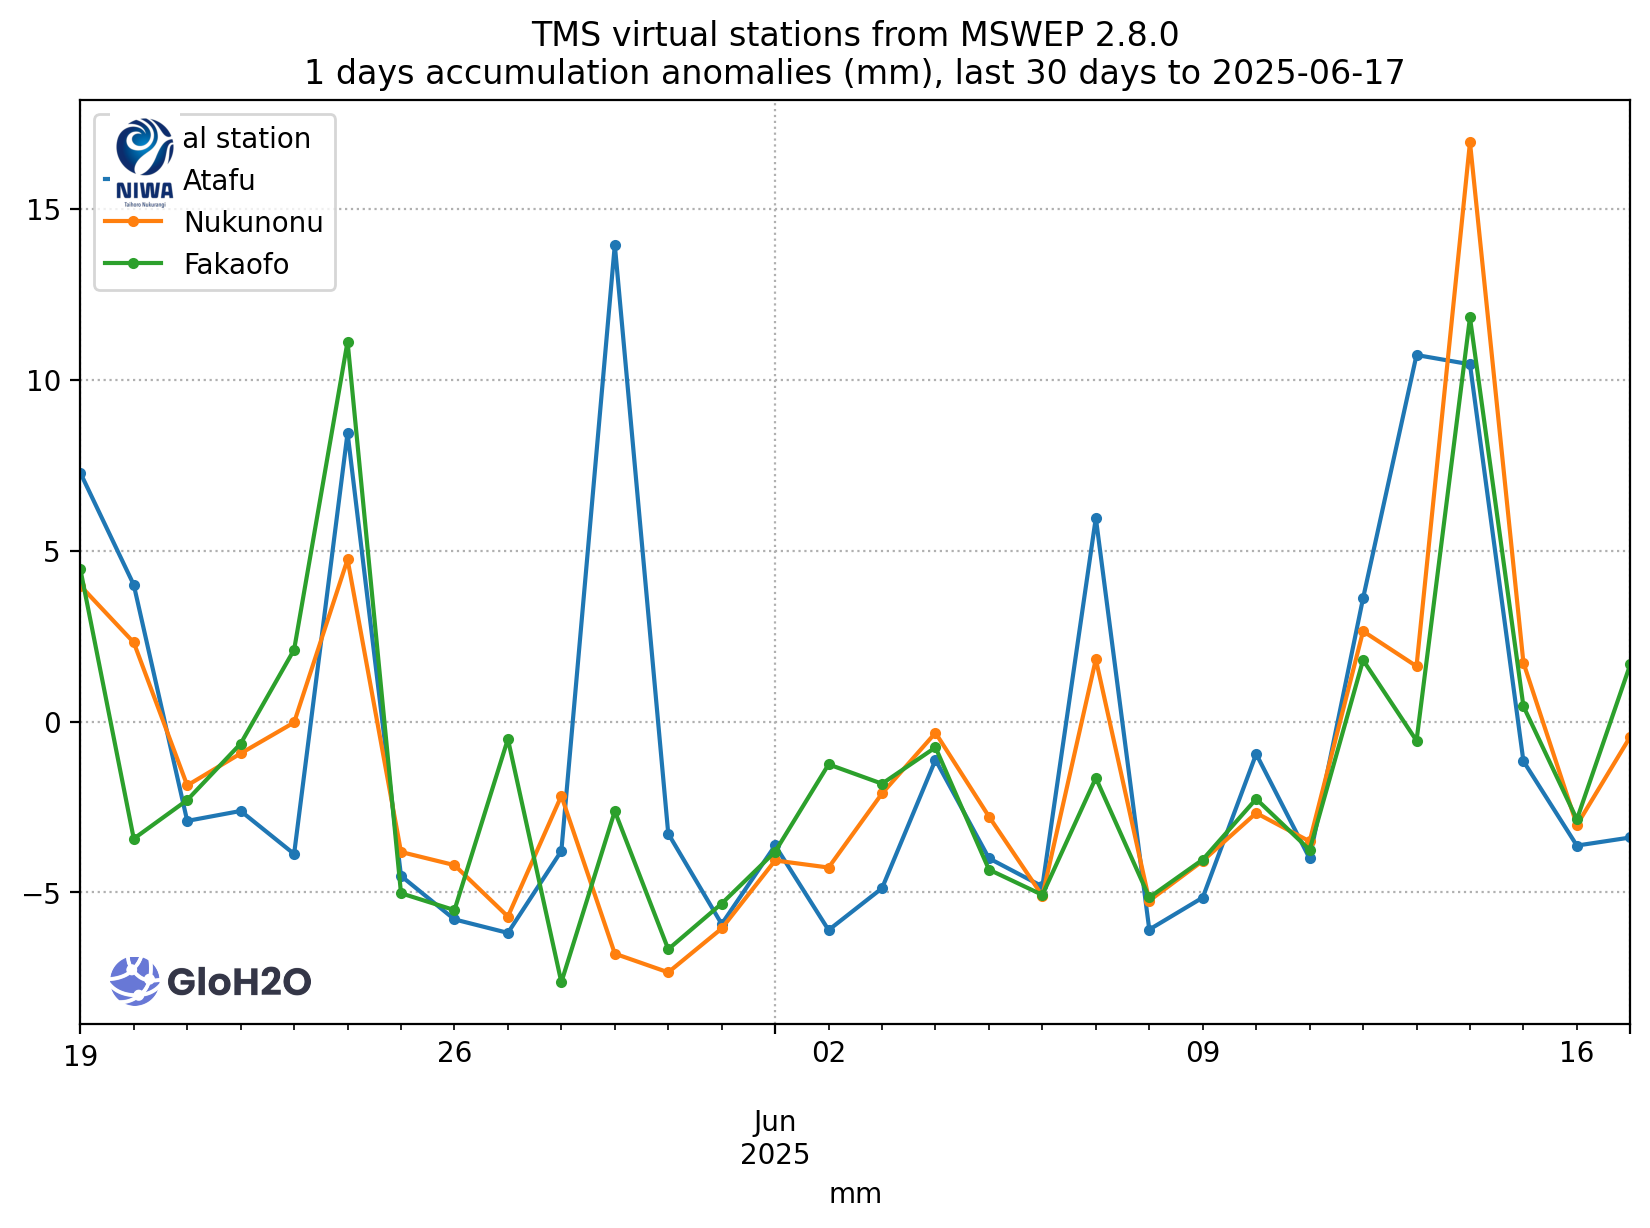 TMS virtual stations from MSWEP 2.8.0
1 days accumulation anomalies (mm), last 30 days to 2025-06-17
al station
Atafu
Nukunonu
Fakaofo
NIWA
Taihoro Nukurangi
15
10
5
0
−5
GloH2O
19
26
02
09
16
Jun
2025
mm